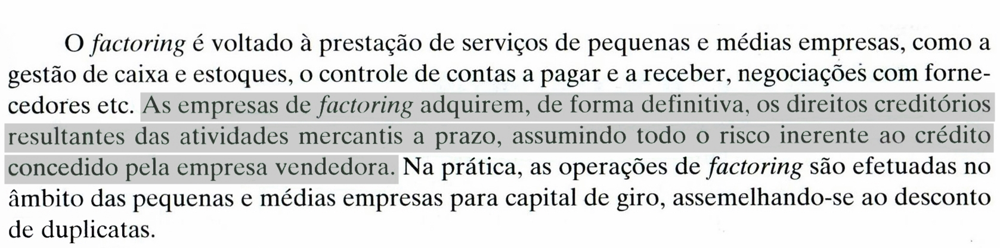 O factoring é voltado à prestação de serviços de pequenas e médias empresas, como a
gestão de caixa e estoques, o controle de contas a pagar e a receber, negociações com forne-
cedores etc. As empresas de factoring adquirem, de forma definitiva, os direitos creditórios
resultantes das atividades mercantis a prazo, assumindo todo o risco inerente ao crédito
concedido pela empresa vendedora. Na prática, as operações de factoring são efetuadas no
âmbito das pequenas e médias empresas para capital de giro, assemelhando-se ao desconto
de duplicatas.